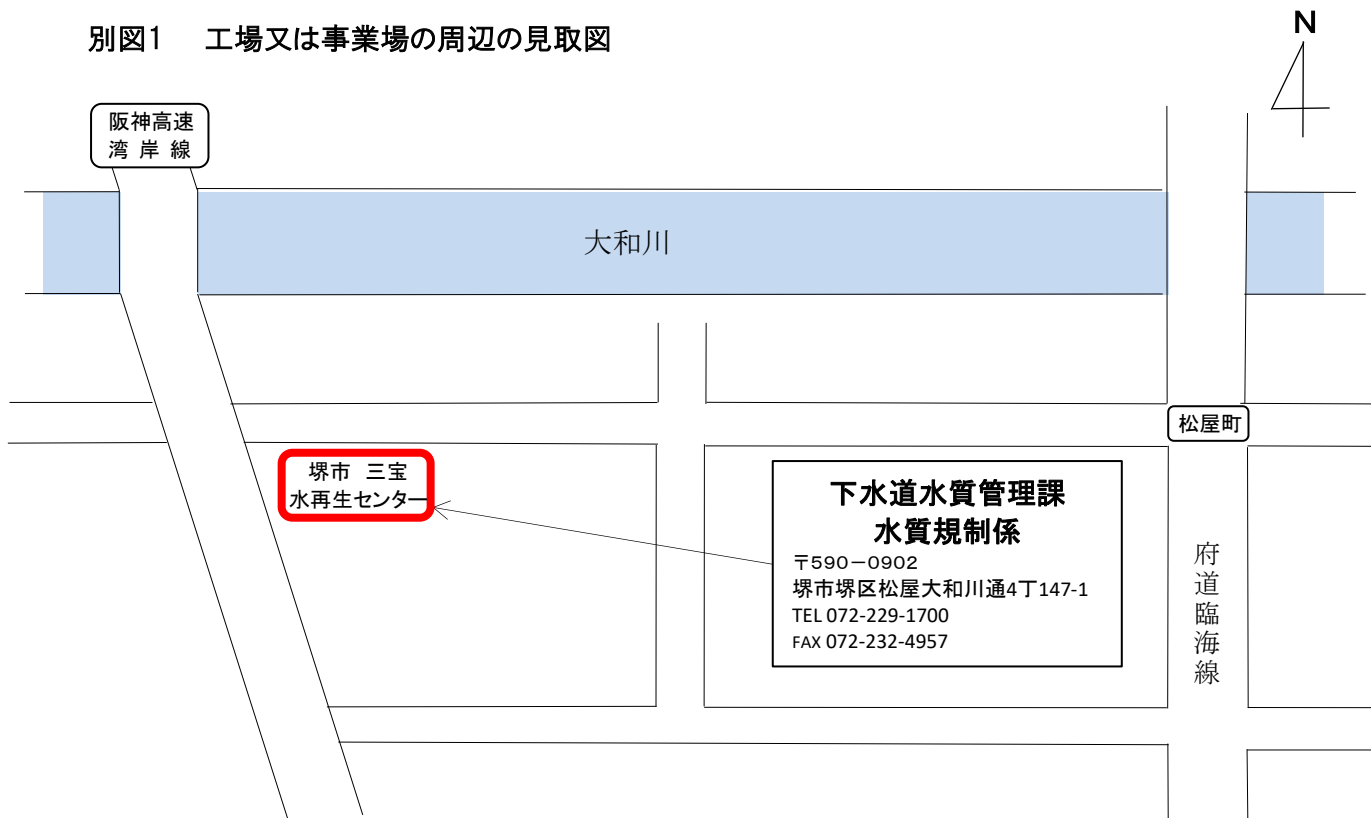 別図1 工場又は事業場の周辺の見取図
N
阪神高速
湾岸線
大和川
松屋町
堺市 三宝
水再生センター
下水道水質管理課
水質規制係
〒590－0902
堺市堺区松屋大和川通4丁147-1
TEL 072-229-1700
FAX 072-232-4957
府道臨海線